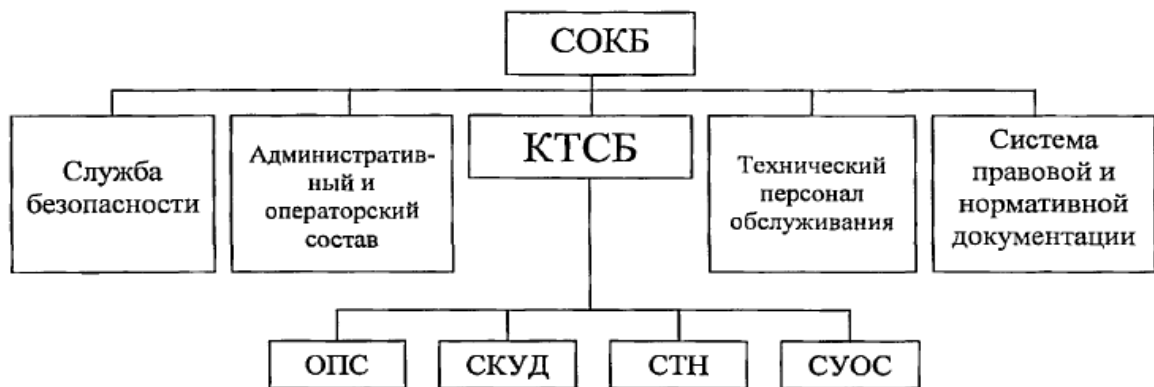 СОКБ
Служба
безопасности
Административ-
ный и
операторский
состав
КТСБ
Технический
персонал
обслуживания
Система
правовой и
нормативной
документации
ОПС
СКУД
СТН
СУОС